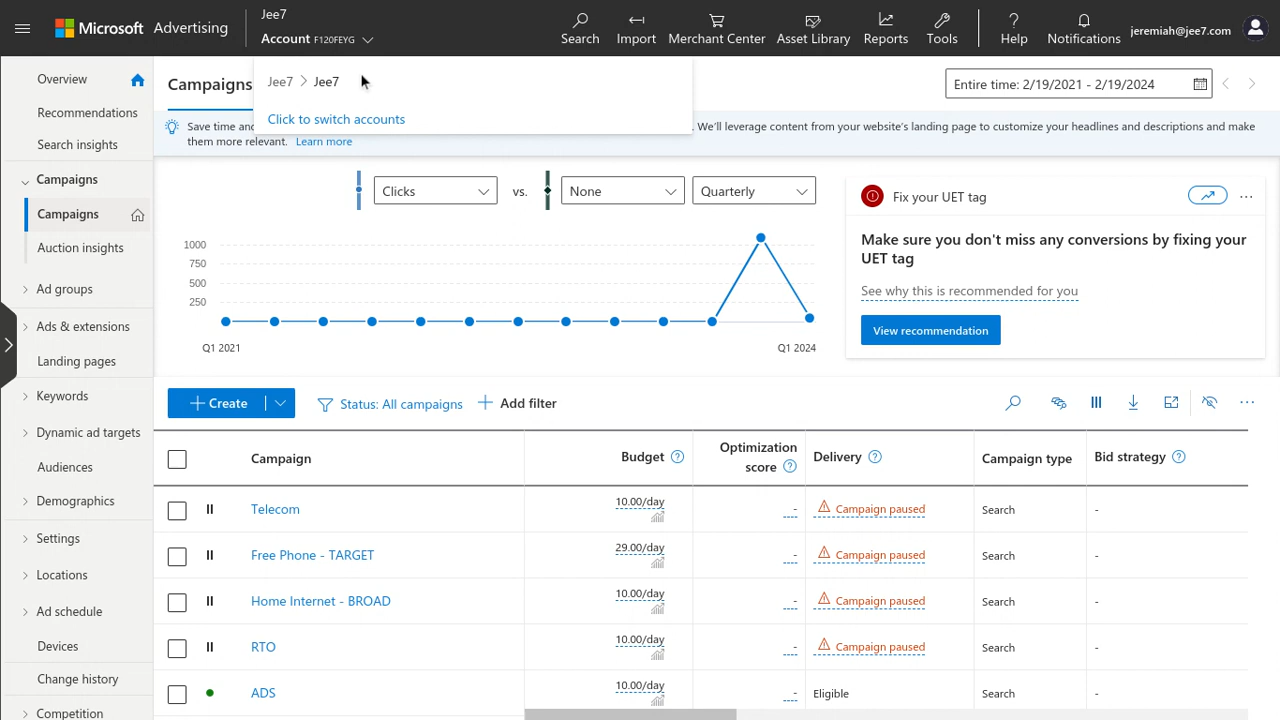 Microsoft Advertising
Jee7
Account F120FEYG
Search
Import
Merchant Center
Asset Library
Reports
Tools
Help
Notifications
jeremiah@jee7.com
Overview
Recommendations
Search insights
Campaigns
Campaigns
Auction insights
Ad groups
Ads & extensions
Landing pages
Keywords
Dynamic ad targets
Audiences
Demographics
Settings
Locations
Ad schedule
Devices
Change history
Competition
Campaigns
Jee7 > Jee7
Click to switch accounts
Entire time: 2/19/2021 - 2/19/2024
Save time and
. We'll leverage content from your website's landing page to customize your headlines and descriptions and make
them more relevant. Learn more
Clicks
vs.
None
Quarterly
1000
750
500
250
Q1 2021
Q1 2024
Fix your UET tag
Make sure you don't miss any conversions by fixing your
UET tag
See why this is recommended for you
View recommendation
Create
Status: All campaigns
Add filter
Campaign
Budget
Optimization
score
Delivery
Campaign type
Bid strategy
Telecom
10.00/day
-
Campaign paused
Search
-
Free Phone - TARGET
29.00/day
-
Campaign paused
Search
-
Home Internet - BROAD
10.00/day
-
Campaign paused
Search
-
RTO
10.00/day
-
Campaign paused
Search
-
ADS
10.00/day
-
Eligible
Search
-